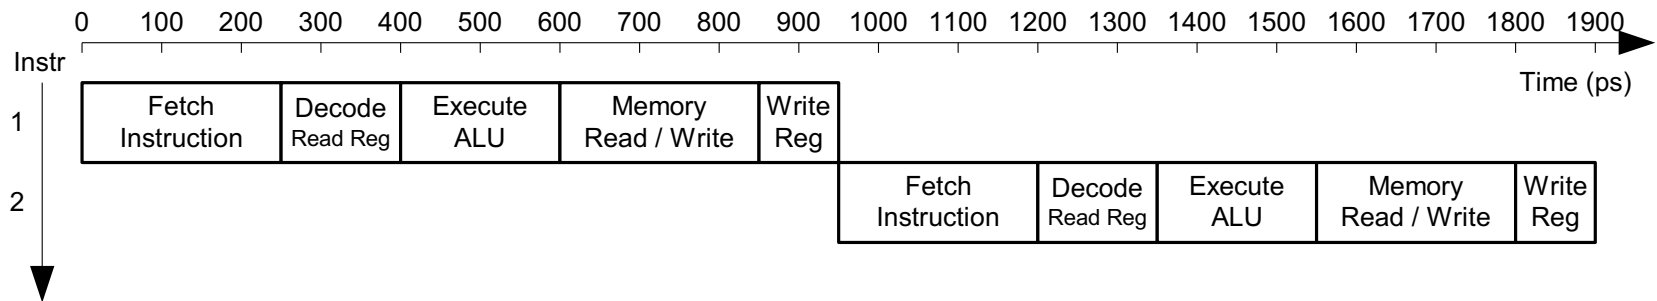 0 100 200 300 400 500 600 700 800 900 1000 1100 1200 1300 1400 1500 1600 1700 1800 1900
Instr
Time (ps)
1
Fetch
Instruction
Decode
Read Reg
Execute
ALU
Memory
Read / Write
Write
Reg
2
Fetch
Instruction
Decode
Read Reg
Execute
ALU
Memory
Read / Write
Write
Reg